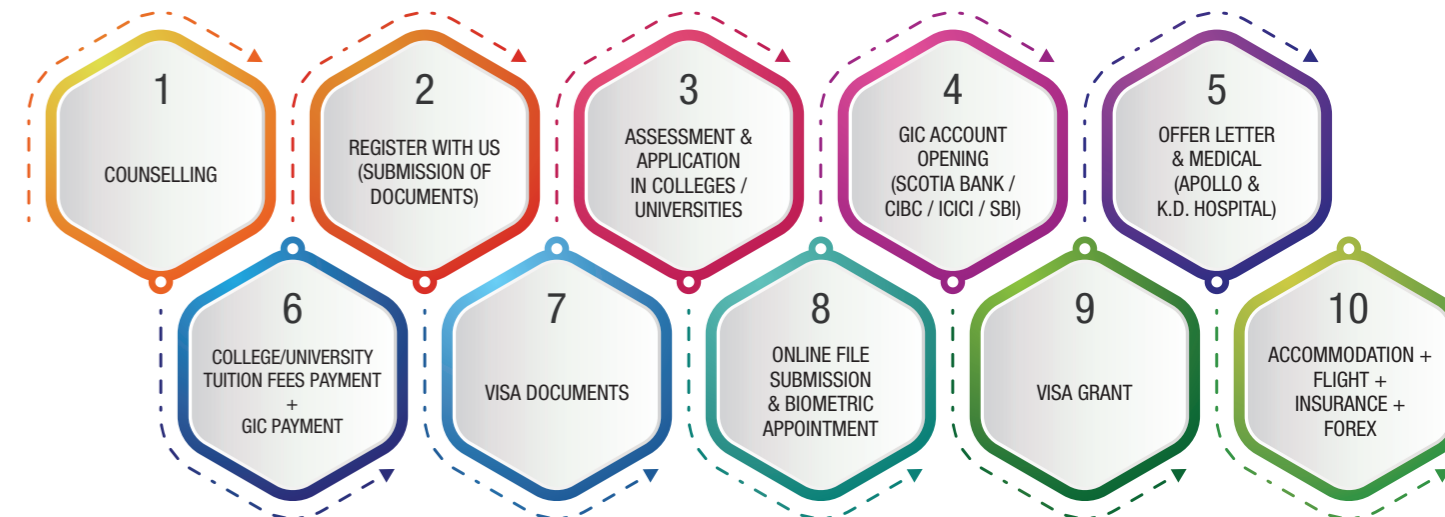 1
COUNSELLING
2
REGISTER WITH US
(SUBMISSION OF
DOCUMENTS)
3
ASSESSMENT &
APPLICATION
IN COLLEGES /
UNIVERSITIES
4
GIC ACCOUNT
OPENING
(SCOTIA BANK /
CIBC / ICICI / SBI)
5
OFFER LETTER
& MEDICAL
(APOLLO &
K.D. HOSPITAL)
6
COLLEGE/UNIVERSITY
TUITION FEES PAYMENT
+
GIC PAYMENT
7
VISA DOCUMENTS
8
ONLINE FILE
SUBMISSION
& BIOMETRIC
APPOINTMENT
9
VISA GRANT
10
ACCOMMODATION +
FLIGHT +
INSURANCE +
FOREX